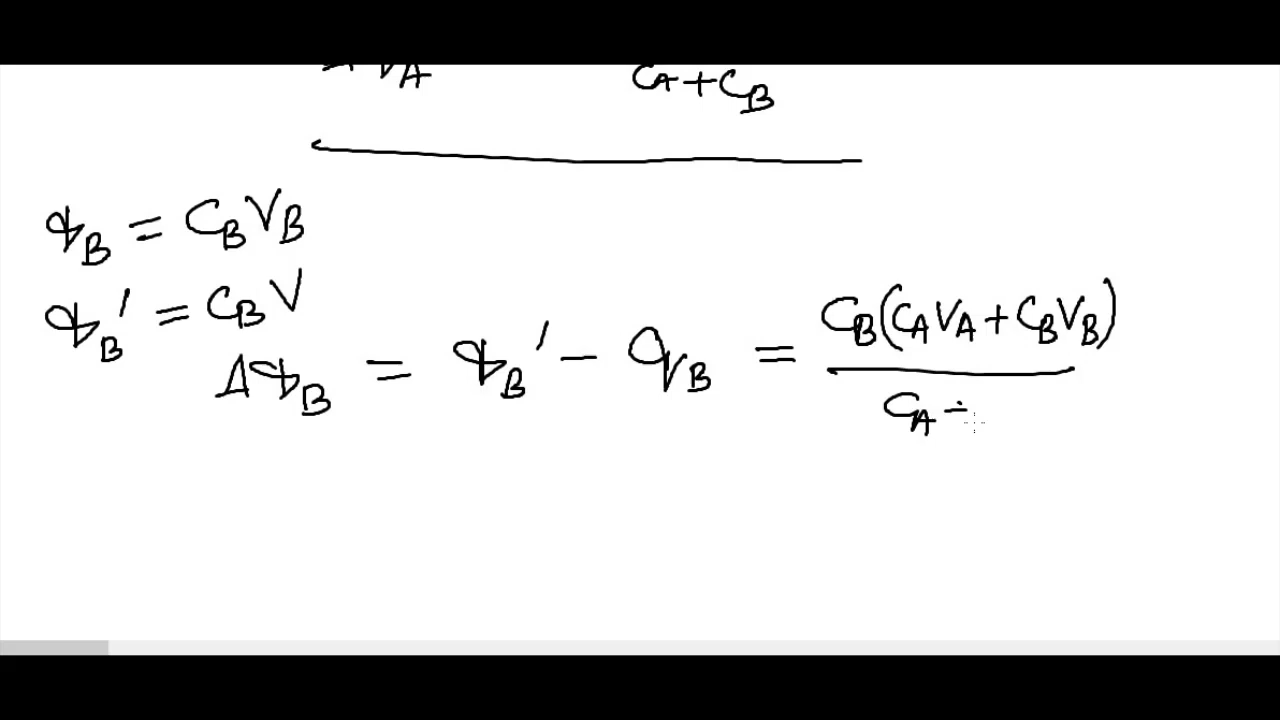 C_A + C_B
q_B = C_B V_B
q_B' = C_B V
Δq_B = q_B' - q_B = C_B(C_A V_A + C_B V_B)
C_A -